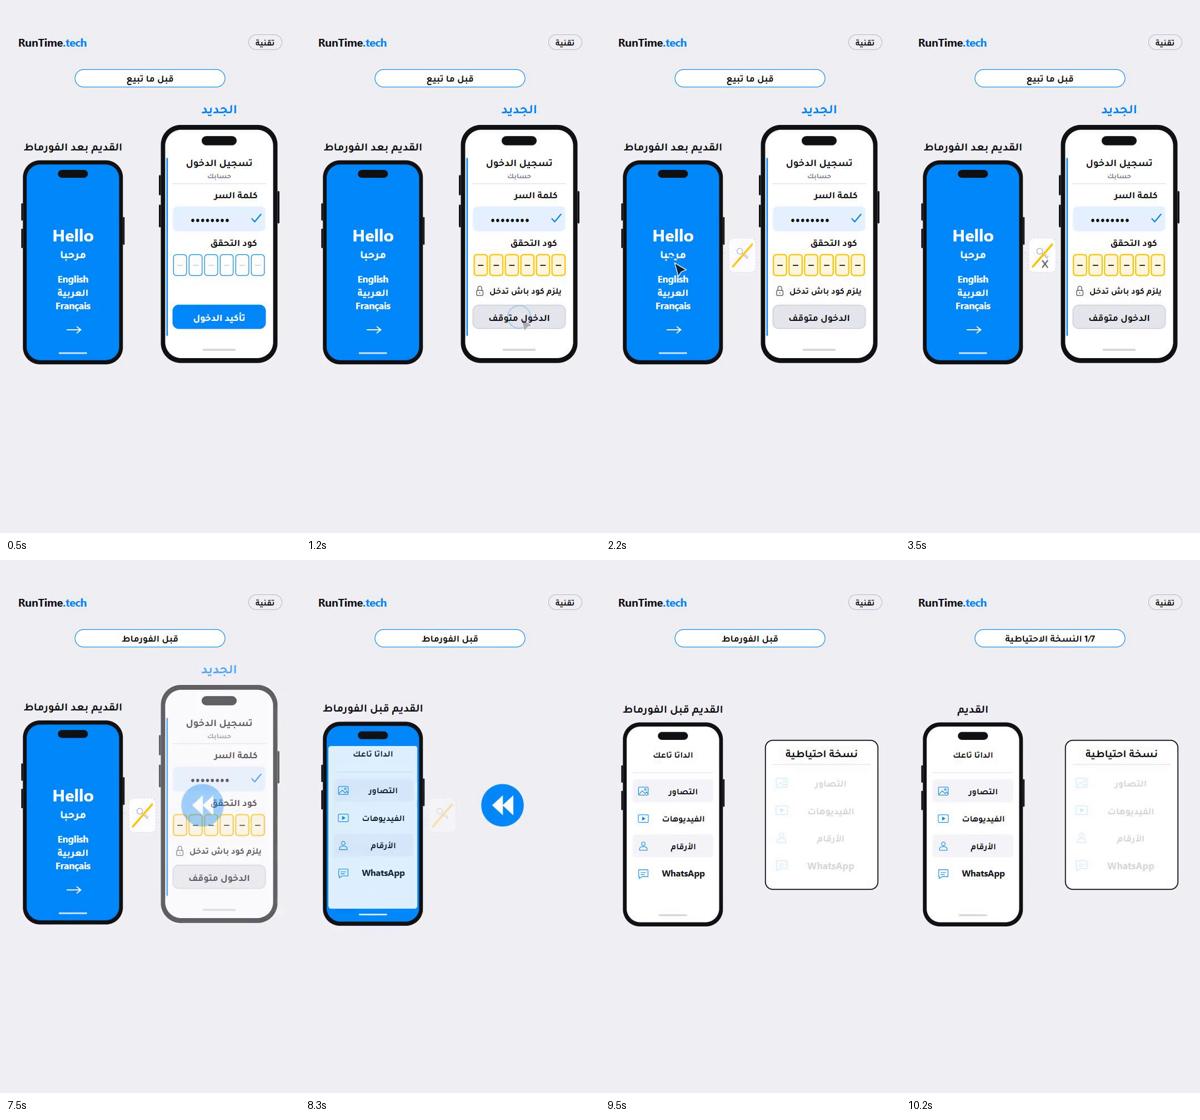 RunTime.tech
تقنية
قبل ما تبيع
الجديد
القديم بعد الفورماط
تسجيل الدخول
حسابك
كلمة السر
••••••••
كود التحقق
Hello
مرحبا
English
العربية
Français
تأكيد الدخول
0.5s
RunTime.tech
تقنية
قبل ما تبيع
الجديد
القديم بعد الفورماط
تسجيل الدخول
حسابك
كلمة السر
••••••••
كود التحقق
Hello
مرحبا
English
العربية
Français
يلزم كود باش تدخل
الدخول متوقف
1.2s
RunTime.tech
تقنية
قبل ما تبيع
الجديد
القديم بعد الفورماط
تسجيل الدخول
حسابك
كلمة السر
••••••••
كود التحقق
Hello
مرحبا
English
العربية
Français
يلزم كود باش تدخل
الدخول متوقف
2.2s
RunTime.tech
تقنية
قبل ما تبيع
الجديد
القديم بعد الفورماط
تسجيل الدخول
حسابك
كلمة السر
••••••••
كود التحقق
Hello
مرحبا
English
العربية
Français
X
يلزم كود باش تدخل
الدخول متوقف
3.5s
RunTime.tech
تقنية
قبل الفورماط
الجديد
القديم بعد الفورماط
تسجيل الدخول
حسابك
كلمة السر
••••••••
كود التحقق
Hello
مرحبا
English
العربية
Français
يلزم كود باش تدخل
الدخول متوقف
7.5s
RunTime.tech
تقنية
قبل الفورماط
القديم قبل الفورماط
الداتا تاعك
التصاور
الفيديوهات
الأرقام
WhatsApp
8.3s
RunTime.tech
تقنية
قبل الفورماط
القديم قبل الفورماط
الداتا تاعك
التصاور
الفيديوهات
الأرقام
WhatsApp
نسخة احتياطية
التصاور
الفيديوهات
الأرقام
WhatsApp
9.5s
RunTime.tech
تقنية
1/7 النسخة الاحتياطية
القديم
الداتا تاعك
التصاور
الفيديوهات
الأرقام
WhatsApp
نسخة احتياطية
التصاور
الفيديوهات
الأرقام
WhatsApp
10.2s